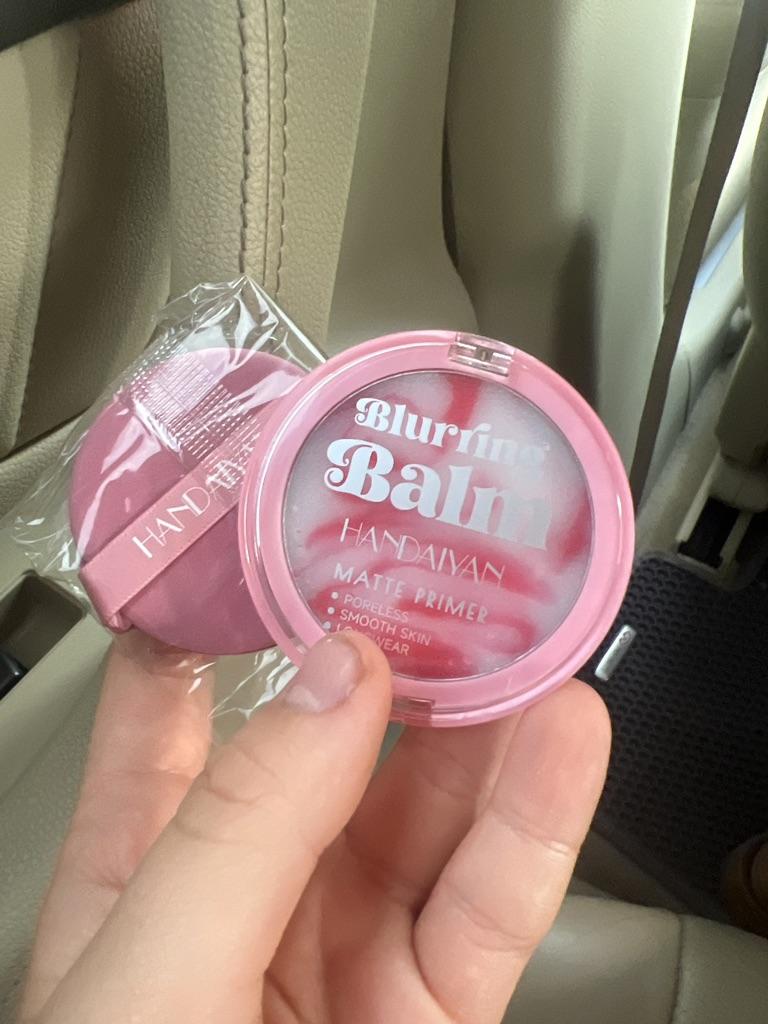 Blurring
Balm
HANDAIYAN
MATTE PRIMER
• PORELESS
• SMOOTH SKIN
HANDAIYAN